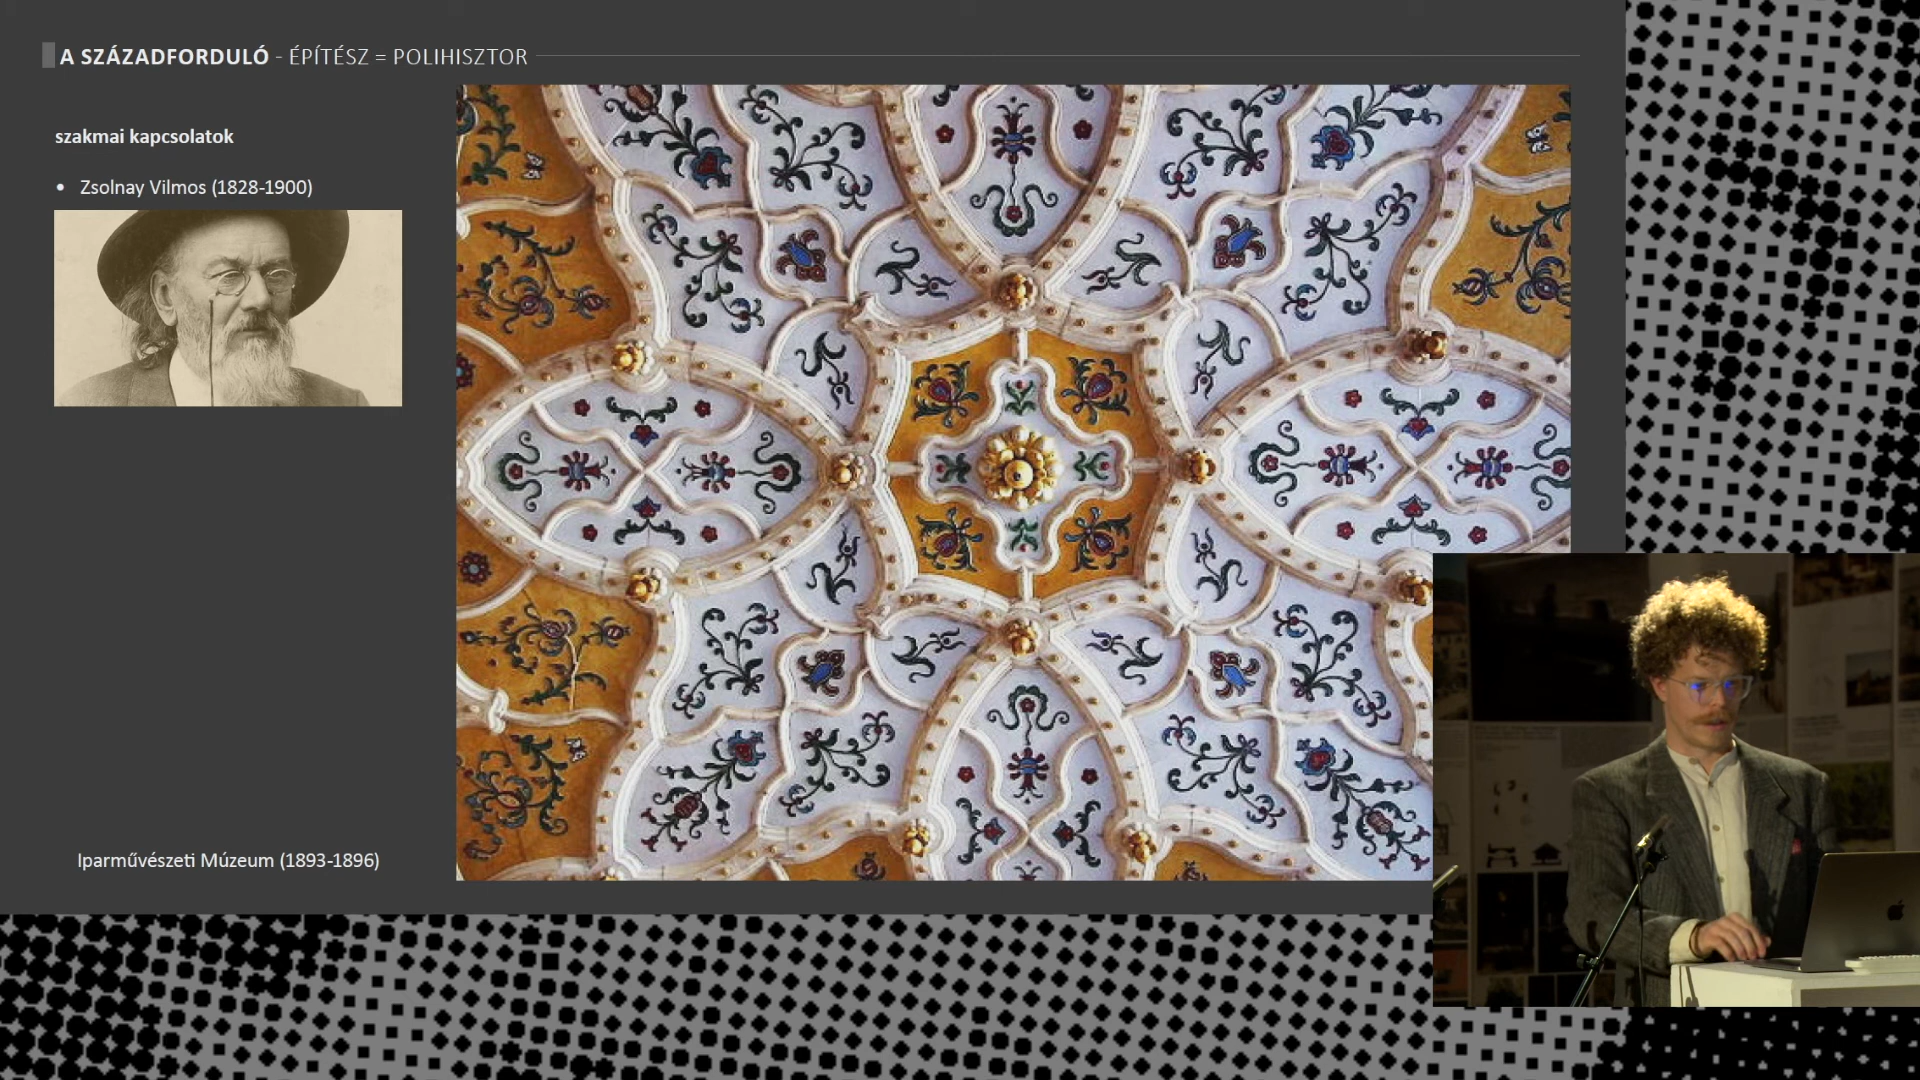 A SZÁZADFORDULÓ - ÉPÍTÉSZ = POLIHISZTOR
szakmai kapcsolatok
• Zsolnay Vilmos (1828-1900)
Iparművészeti Múzeum (1893-1896)